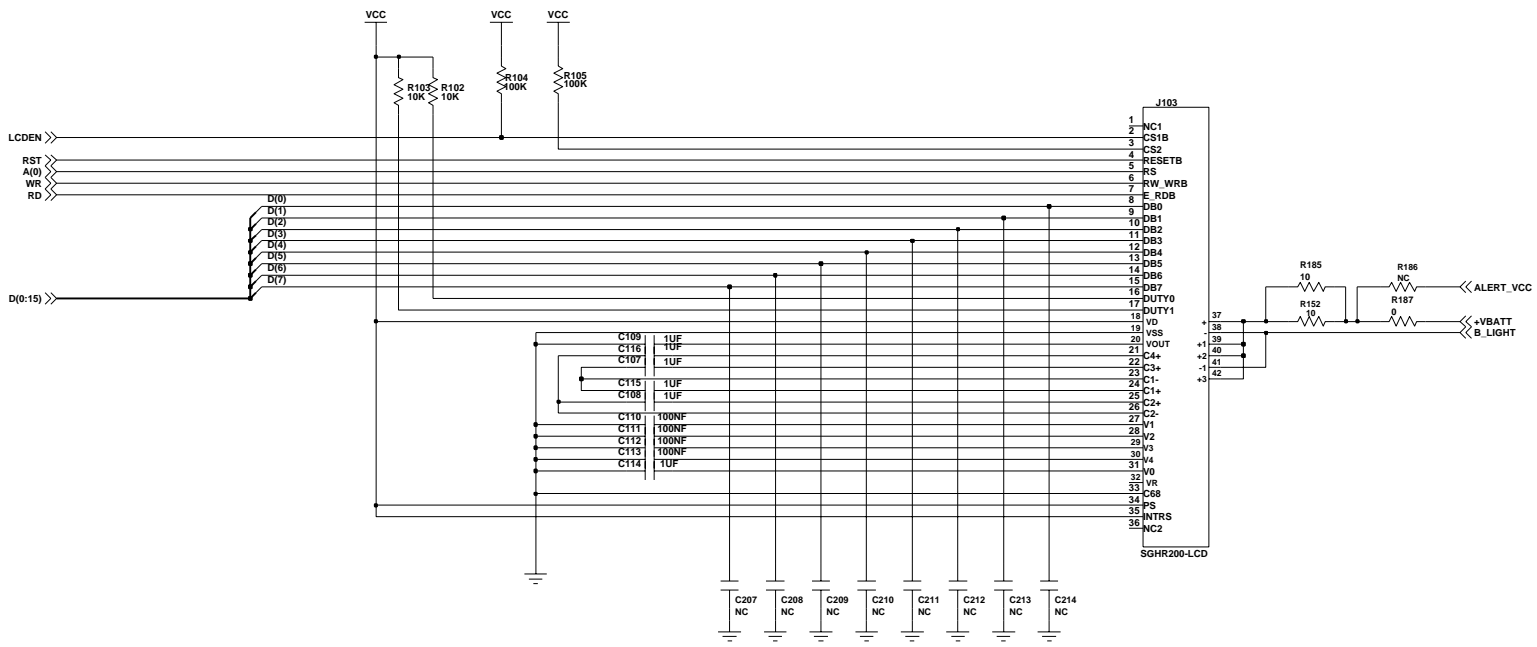 VCC
VCC
VCC
R103
10K
R102
10K
R104
100K
R105
100K
J103
LCDEN
RST
A(0)
WR
RD
D(0)
D(1)
D(2)
D(3)
D(4)
D(5)
D(6)
D(7)
D(0:15)
1 NC1
2 CS1B
3 CS2
4 RESETB
5 RS
6 RW_WRB
7 E_RDB
8 DB0
9 DB1
10 DB2
11 DB3
12 DB4
13 DB5
14 DB6
15 DB7
16 DUTY0
17 DUTY1
18 VD
19 VSS
20 VOUT
21 C4+
22 C3+
23 C1-
24 C1+
25 C2+
26 C2-
27 V1
28 V2
29 V3
30 V4
31 V0
32 VR
33 C68
34 PS
35 INTRS
36 NC2
+ 37
- 38
+1 39
+2 40
-1 41
+3 42
SGHR200-LCD
C109 1UF
C116 1UF
C107 1UF
C115 1UF
C108 1UF
C110 100NF
C111 100NF
C112 100NF
C113 100NF
C114 1UF
R185
10
R186
NC
R152
10
R187
0
ALERT_VCC
+VBATT
B_LIGHT
C207
NC
C208
NC
C209
NC
C210
NC
C211
NC
C212
NC
C213
NC
C214
NC